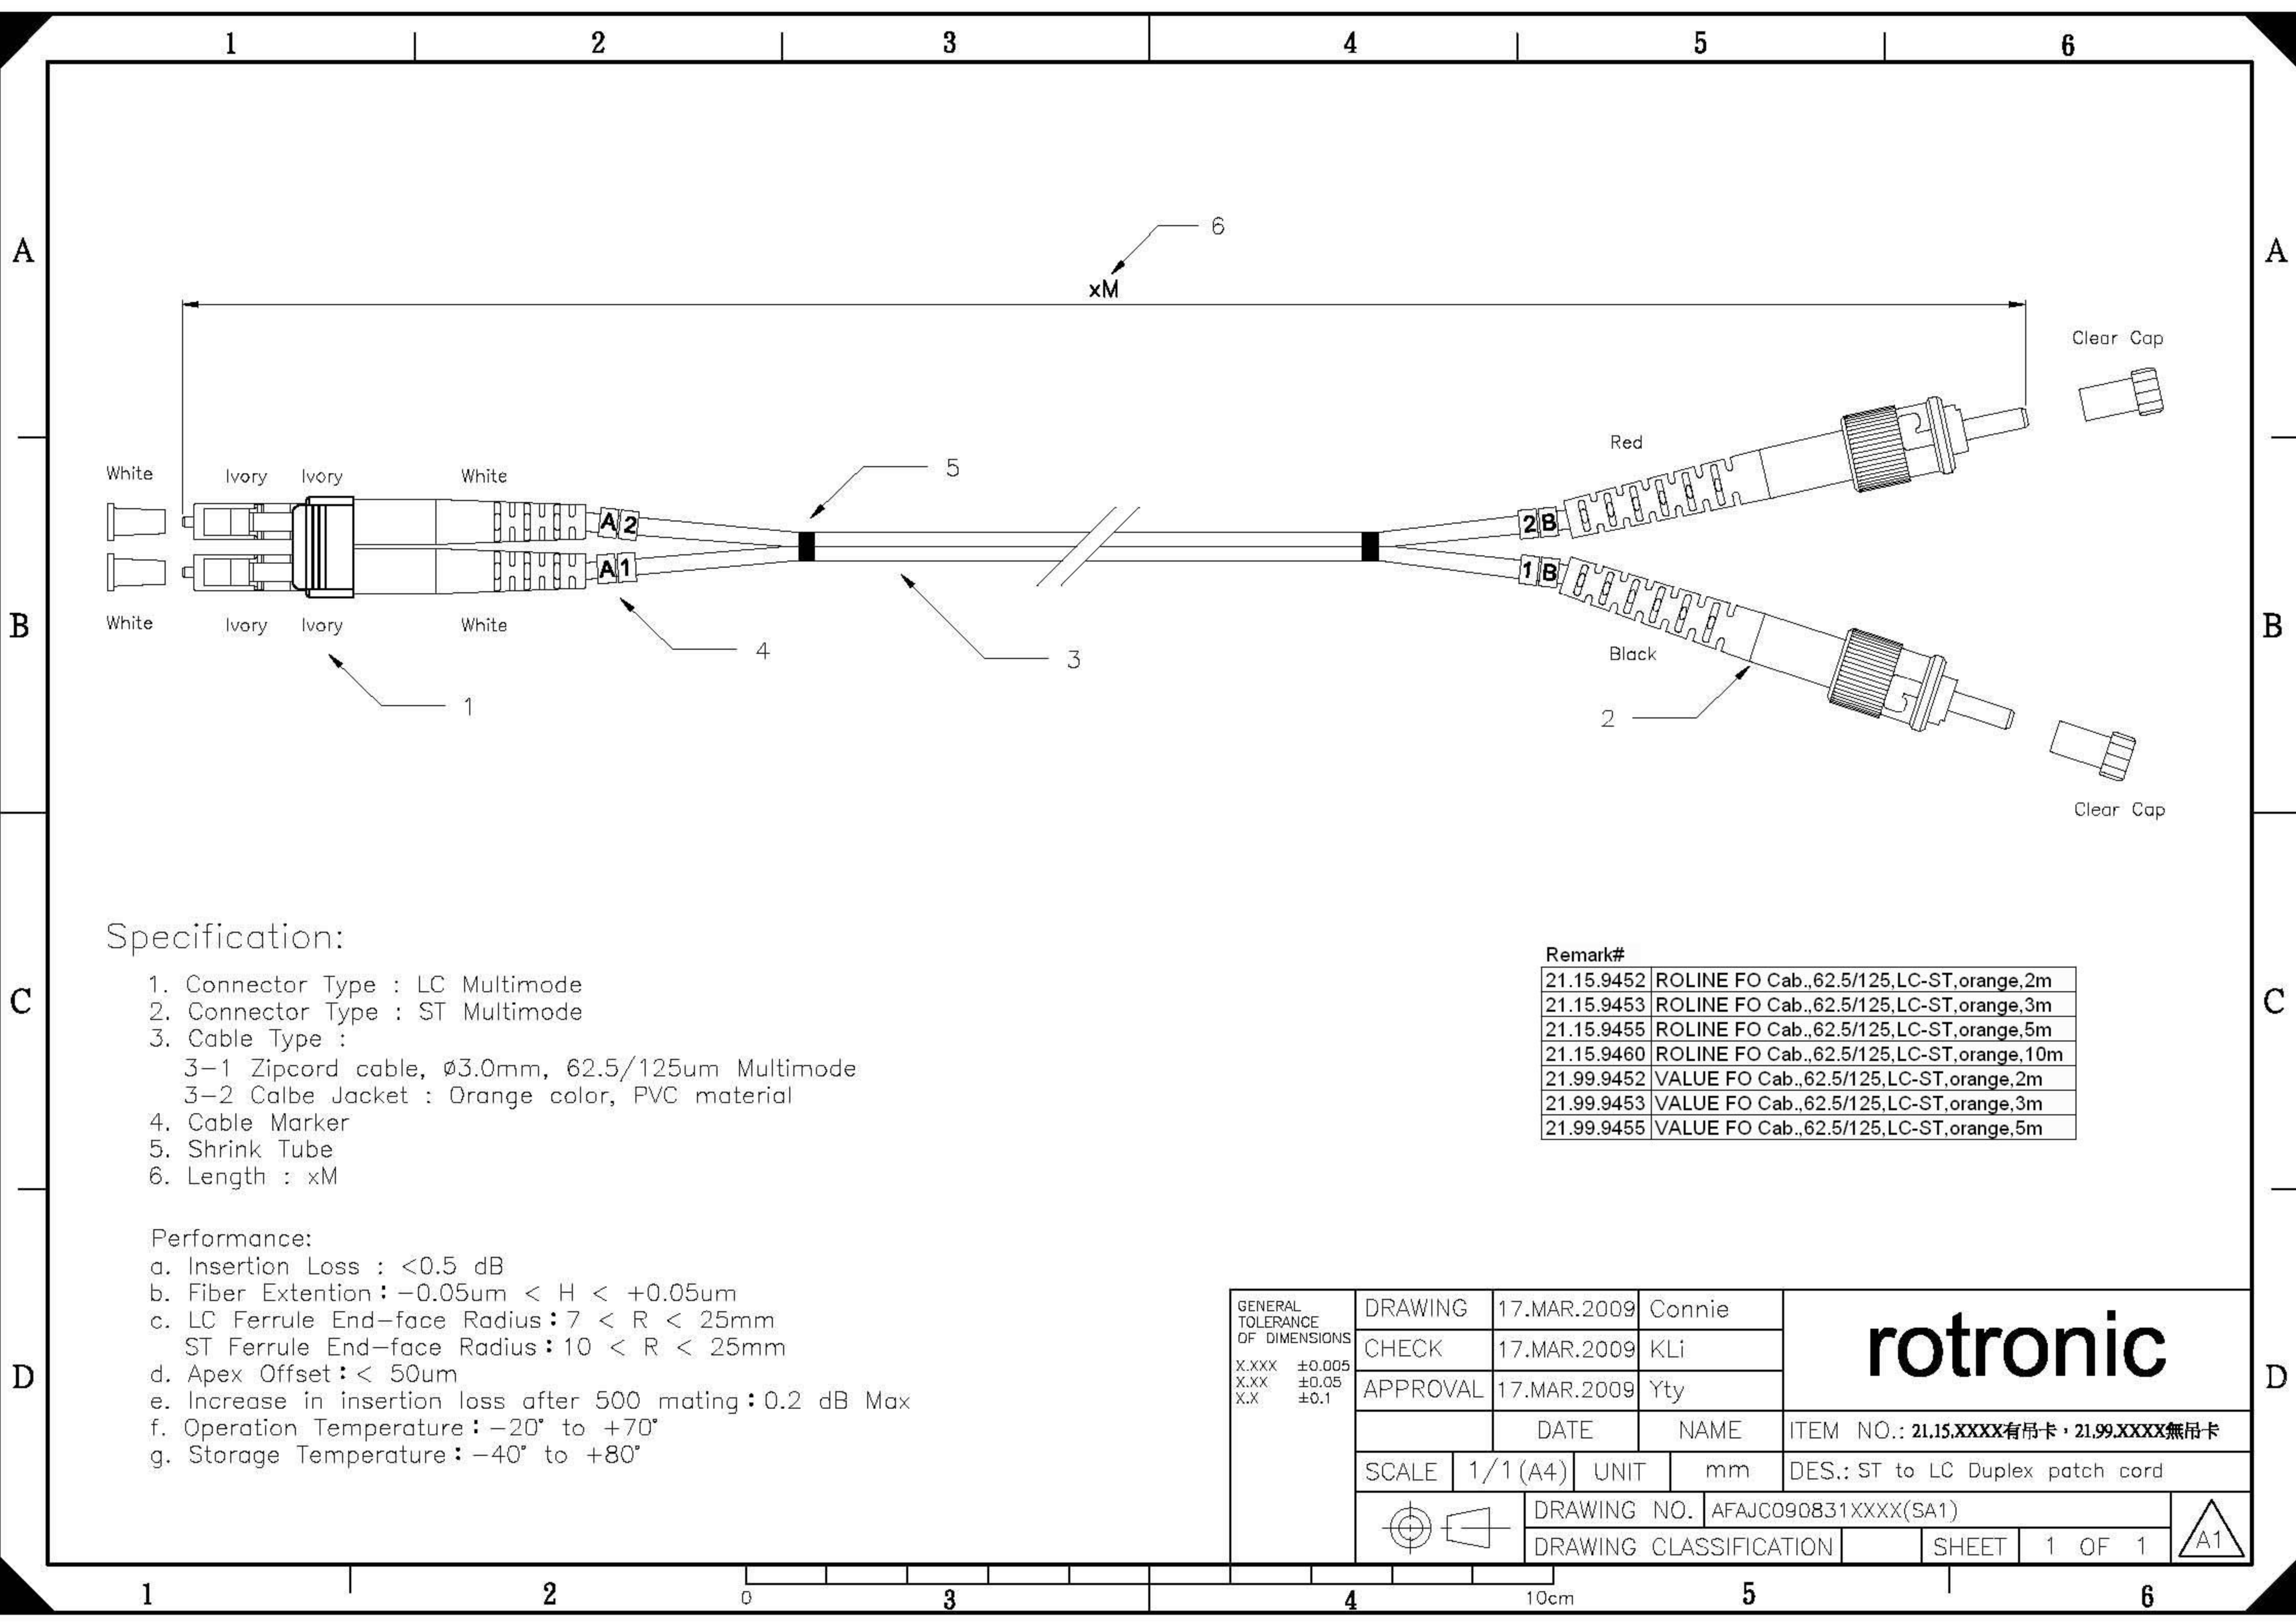 1 2 3 4 5 6
A A
6
xM
Clear Cap
Red
5
White Ivory Ivory White
A 2 2 B
A 1 1 B
B B
White Ivory Ivory White
Black
4
3
1
2
Clear Cap
Specification:
1. Connector Type : LC Multimode
2. Connector Type : ST Multimode
3. Cable Type :
3-1 Zipcord cable, ø3.0mm, 62.5/125um Multimode
3-2 Calbe Jacket : Orange color, PVC material
4. Cable Marker
5. Shrink Tube
6. Length : xM
C C
Remark#
21.15.9452 ROLINE FO Cab.,62.5/125,LC-ST,orange,2m
21.15.9453 ROLINE FO Cab.,62.5/125,LC-ST,orange,3m
21.15.9455 ROLINE FO Cab.,62.5/125,LC-ST,orange,5m
21.15.9460 ROLINE FO Cab.,62.5/125,LC-ST,orange,10m
21.99.9452 VALUE FO Cab.,62.5/125,LC-ST,orange,2m
21.99.9453 VALUE FO Cab.,62.5/125,LC-ST,orange,3m
21.99.9455 VALUE FO Cab.,62.5/125,LC-ST,orange,5m
Performance:
a. Insertion Loss : <0.5 dB
b. Fiber Extention : -0.05um < H < +0.05um
c. LC Ferrule End-face Radius : 7 < R < 25mm
ST Ferrule End-face Radius : 10 < R < 25mm
d. Apex Offset : < 50um
e. Increase in insertion loss after 500 mating : 0.2 dB Max
f. Operation Temperature : -20° to +70°
g. Storage Temperature : -40° to +80°
D D
GENERAL
TOLERANCE
OF DIMENSIONS
X.XXX ±0.005
X.XX ±0.05
X.X ±0.1
DRAWING 17.MAR.2009 Connie
CHECK 17.MAR.2009 KLi
APPROVAL 17.MAR.2009 Yty
DATE NAME
rotronic
ITEM NO.: 21.15.XXXX有吊卡，21.99.XXXX無吊卡
SCALE 1/1(A4) UNIT mm DES.: ST to LC Duplex patch cord
DRAWING NO. AFAJC090831XXXX(SA1)
DRAWING CLASSIFICATION SHEET 1 OF 1
A1
0 10cm
1 2 3 4 5 6